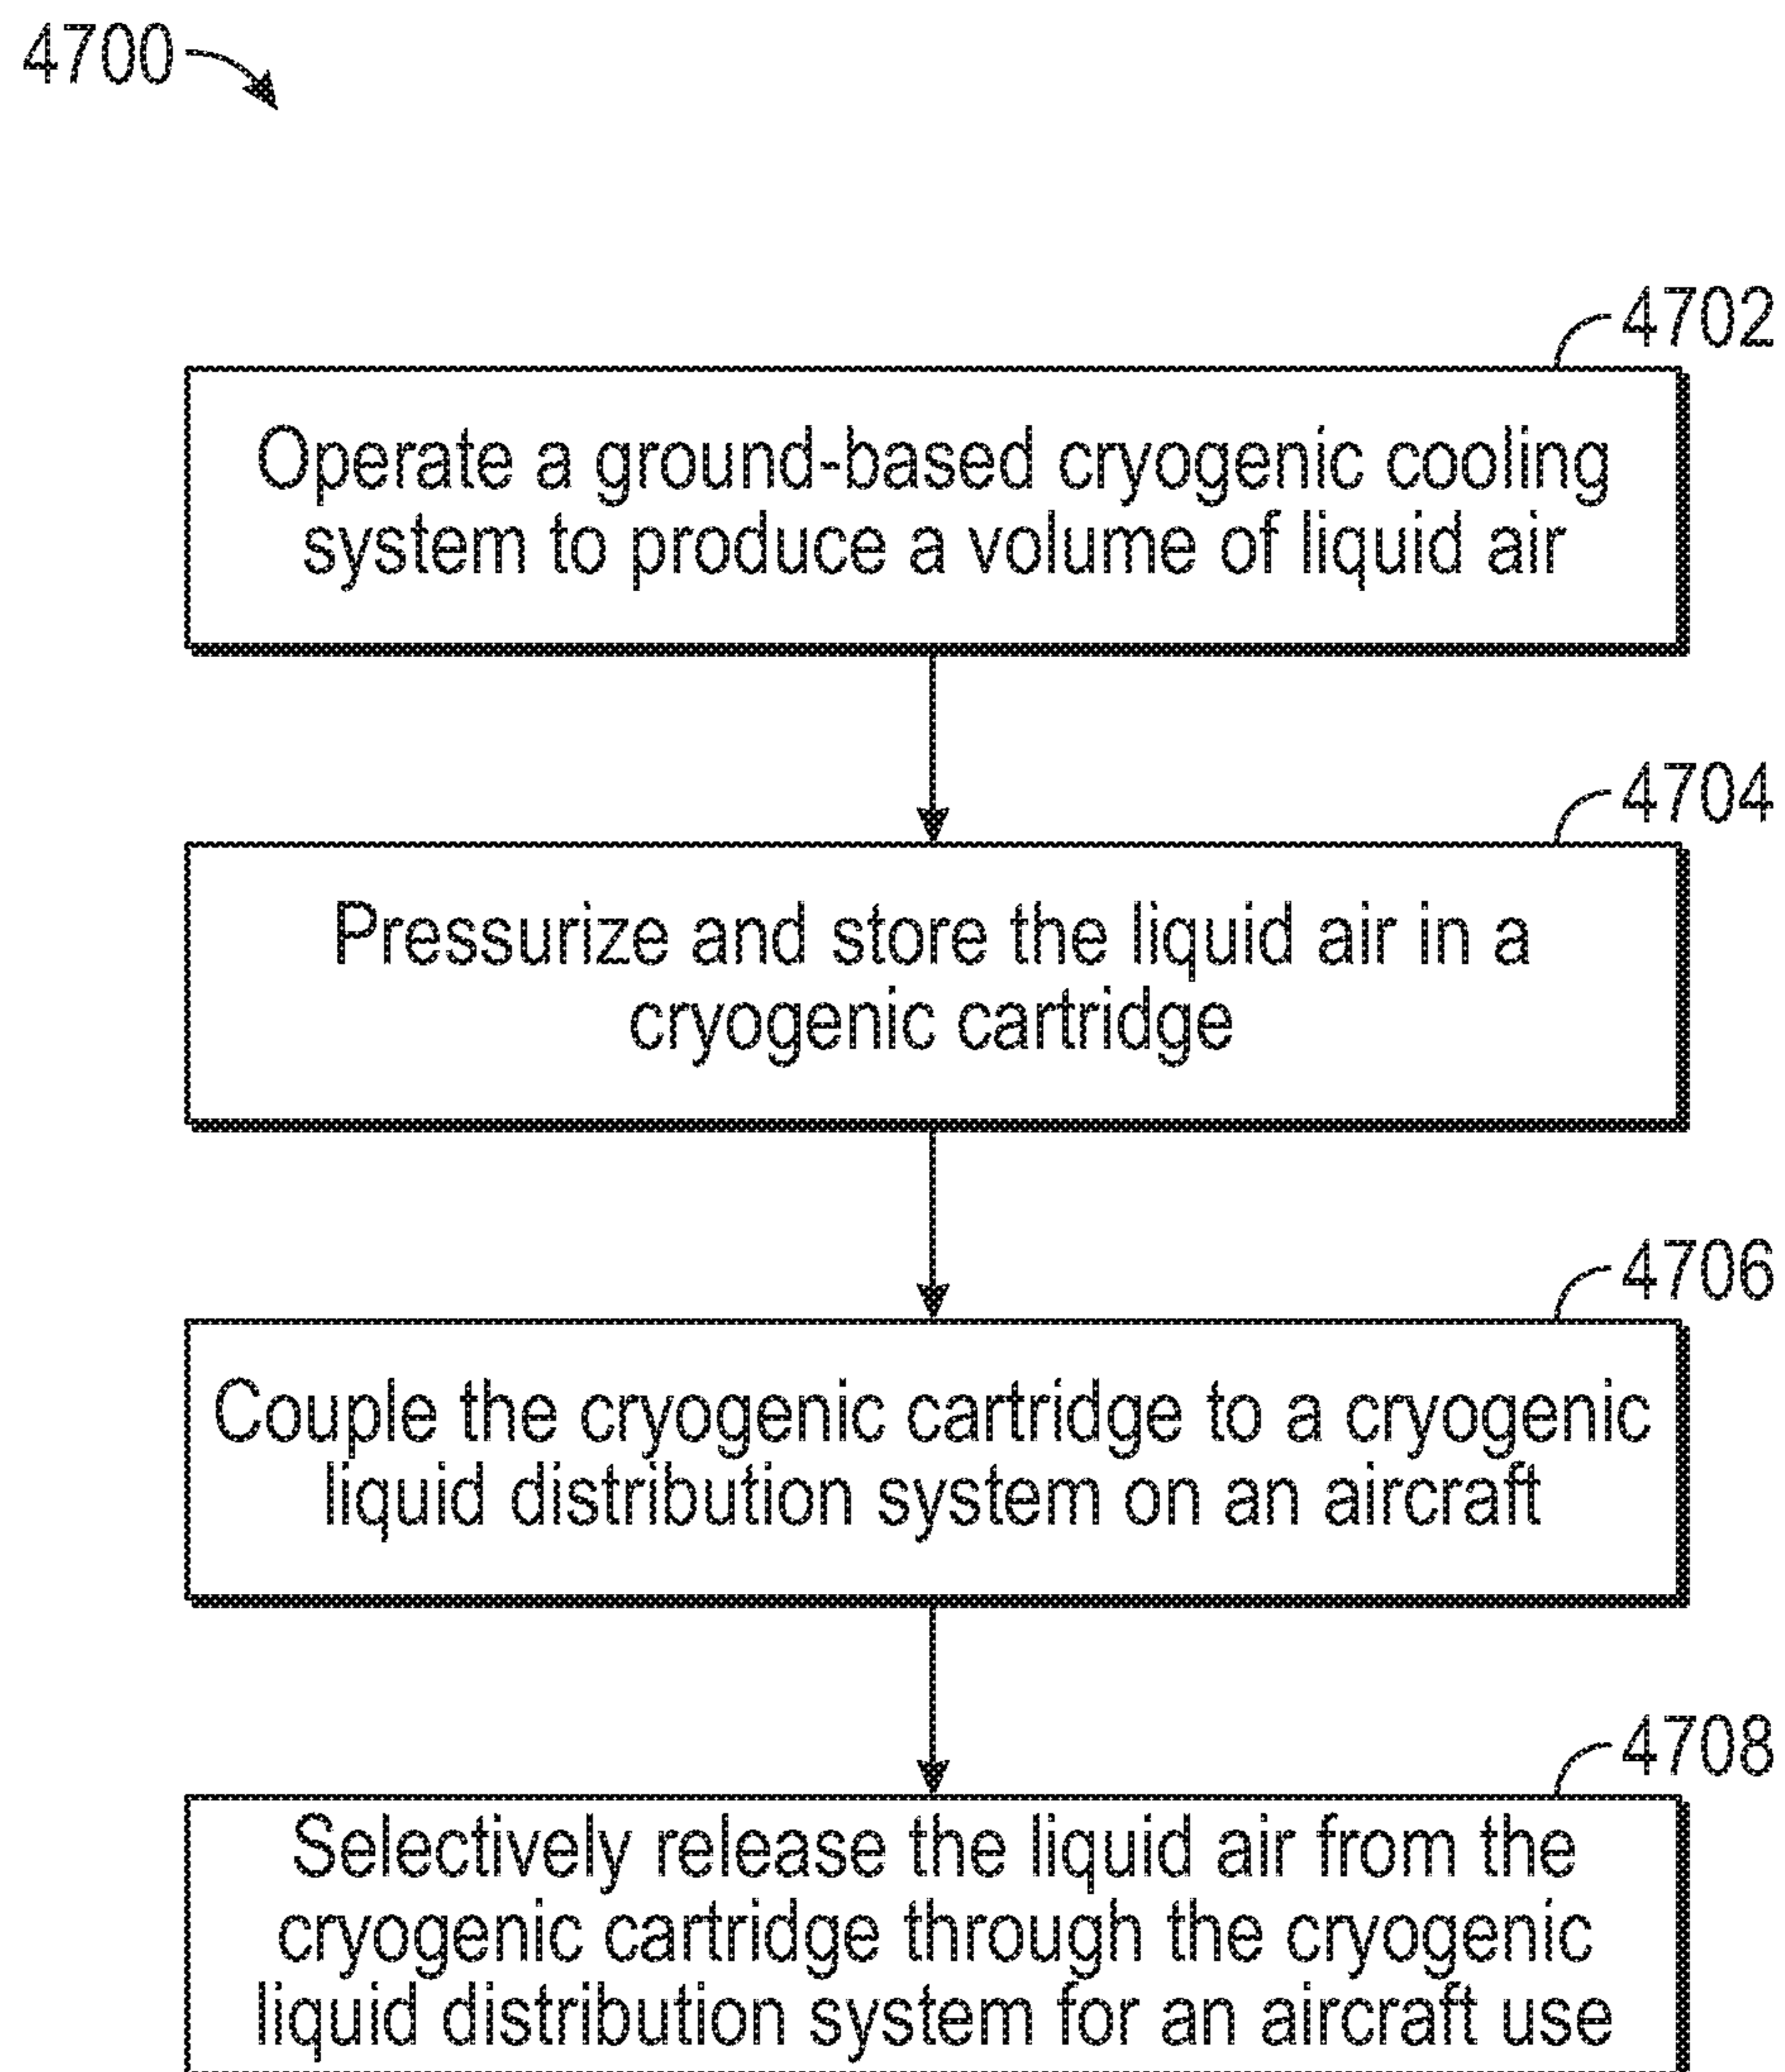 4700
4702
Operate a ground-based cryogenic cooling
system to produce a volume of liquid air
4704
Pressurize and store the liquid air in a
cryogenic cartridge
4706
Couple the cryogenic cartridge to a cryogenic
liquid distribution system on an aircraft
4708
Selectively release the liquid air from the
cryogenic cartridge through the cryogenic
liquid distribution system for an aircraft use